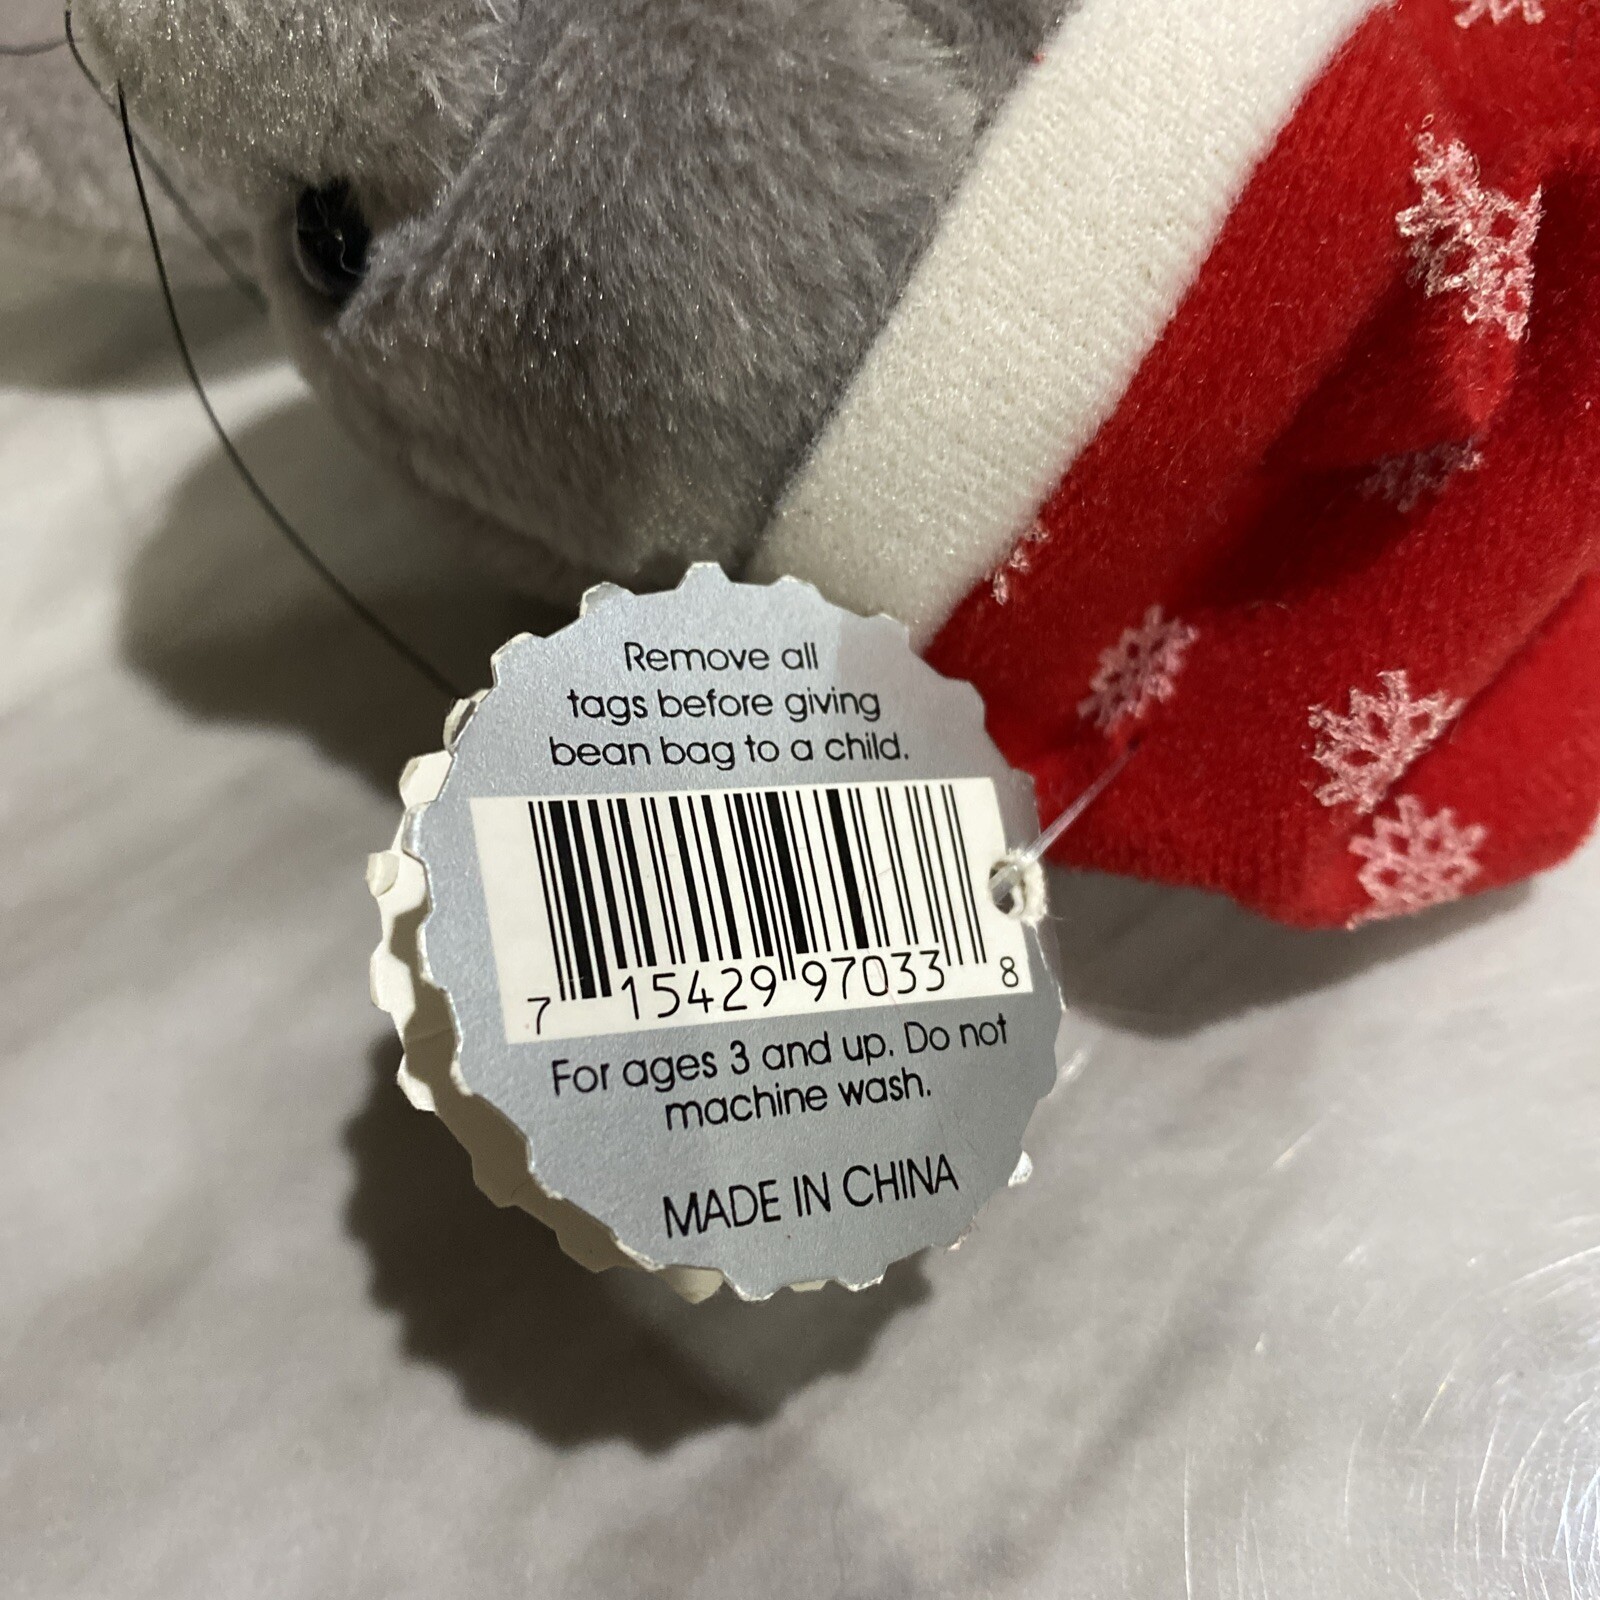 Remove all
tags before giving
bean bag to a child.
7 15429 97033 8
For ages 3 and up. Do not
machine wash.
MADE IN CHINA